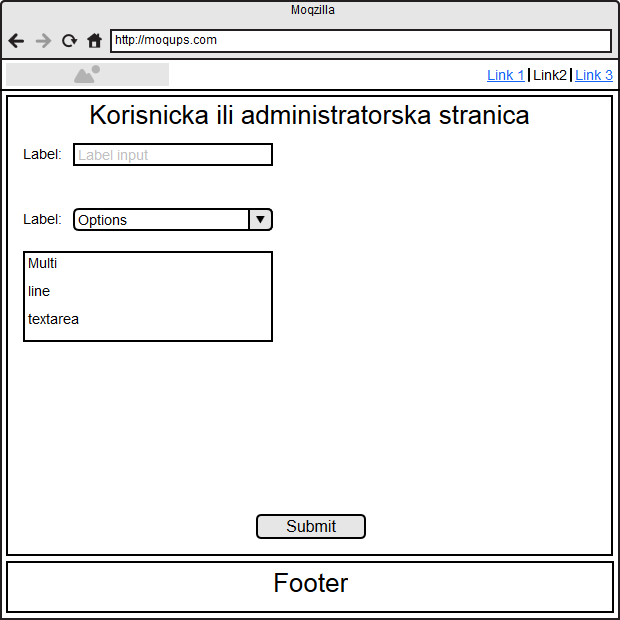 Moqzilla
http://moqups.com
Link 1 | Link2 | Link 3
Korisnicka ili administratorska stranica
Label: Label input
Label: Options
Multi
line
textarea
Submit
Footer